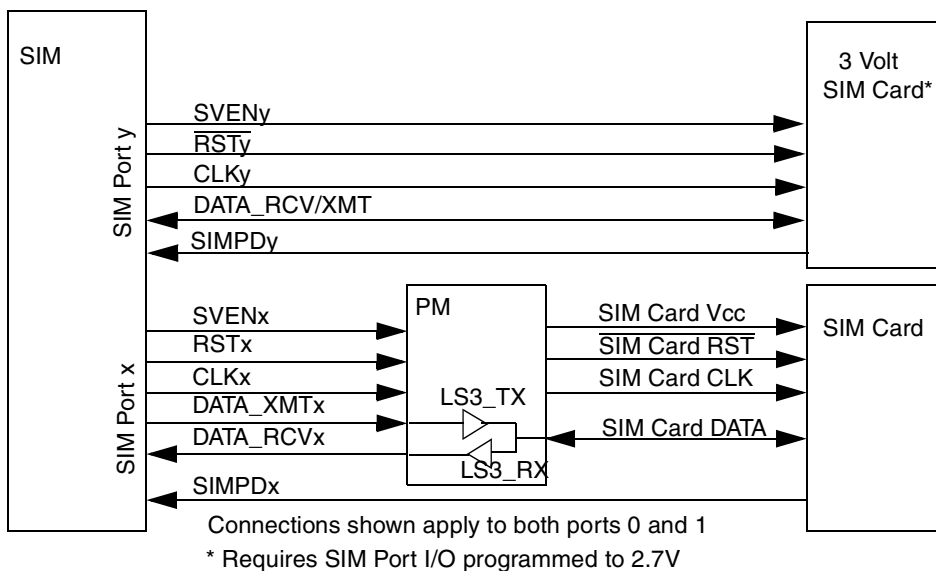 SIM
3 Volt
SIM Card*
SIM Port y
SVENy
RSTy
CLKy
DATA_RCV/XMT
SIMPDy
SIM Port x
SVENx
RSTx
CLKx
DATA_XMTx
DATA_RCVx
SIMPDx
PM
LS3_TX
LS3_RX
SIM Card Vcc
SIM Card RST
SIM Card CLK
SIM Card DATA
SIM Card
Connections shown apply to both ports 0 and 1
* Requires SIM Port I/O programmed to 2.7V